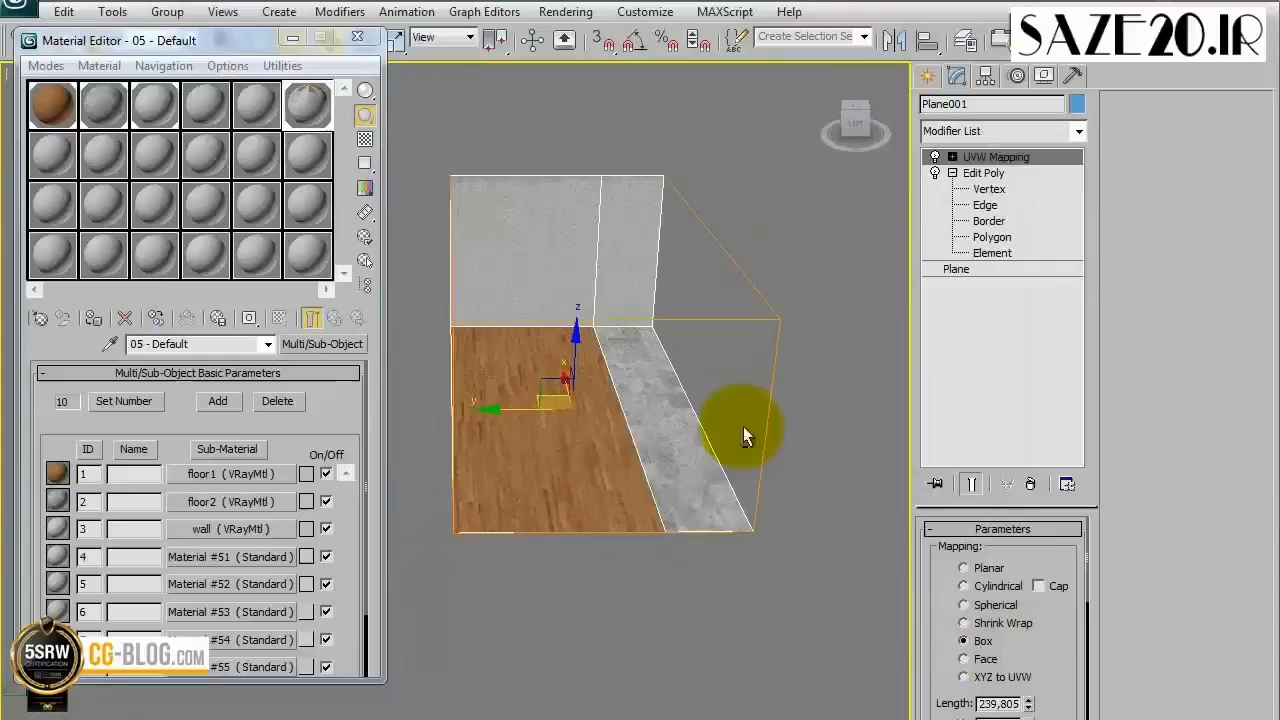 Edit Tools Group Views Create Modifiers Animation Graph Editors Rendering Customize MAXScript Help
SAZE20.IR
Material Editor - 05 - Default
View
Create Selection Se
Modes Material Navigation Options Utilities
Plane001
Modifier List
UVW Mapping
Edit Poly
Vertex
Edge
Border
Polygon
Element
Plane
LEFT
z
x
y
05 - Default
Multi/Sub-Object
Multi/Sub-Object Basic Parameters
10 Set Number Add Delete
ID Name Sub-Material On/Off
1 floor1 ( VRayMtl )
2 floor2 ( VRayMtl )
3 wall ( VRayMtl )
4 Material #51 ( Standard )
5 Material #52 ( Standard )
6 Material #53 ( Standard )
#54 ( Standard )
#55 ( Standard )
5SRW
CERTIFICATION
CG-BLOG.COM
Parameters
Mapping:
Planar
Cylindrical Cap
Spherical
Shrink Wrap
Box
Face
XYZ to UVW
Length: 239,805